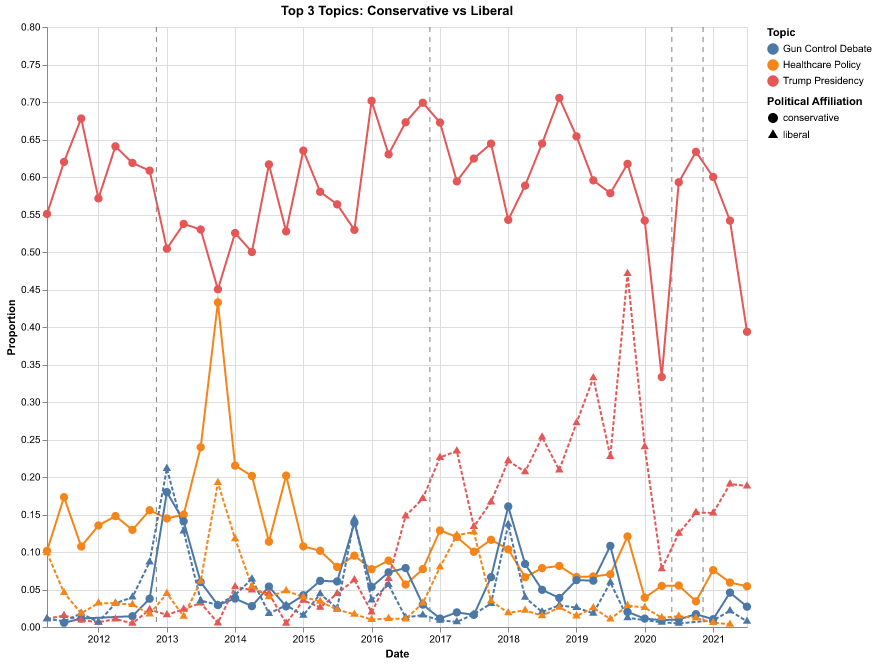 Top 3 Topics: Conservative vs Liberal
Topic
Gun Control Debate
Healthcare Policy
Trump Presidency
Political Affiliation
conservative
liberal
Proportion
0.80
0.75
0.70
0.65
0.60
0.55
0.50
0.45
0.40
0.35
0.30
0.25
0.20
0.15
0.10
0.05
0.00
2012 2013 2014 2015 2016 2017 2018 2019 2020 2021
Date